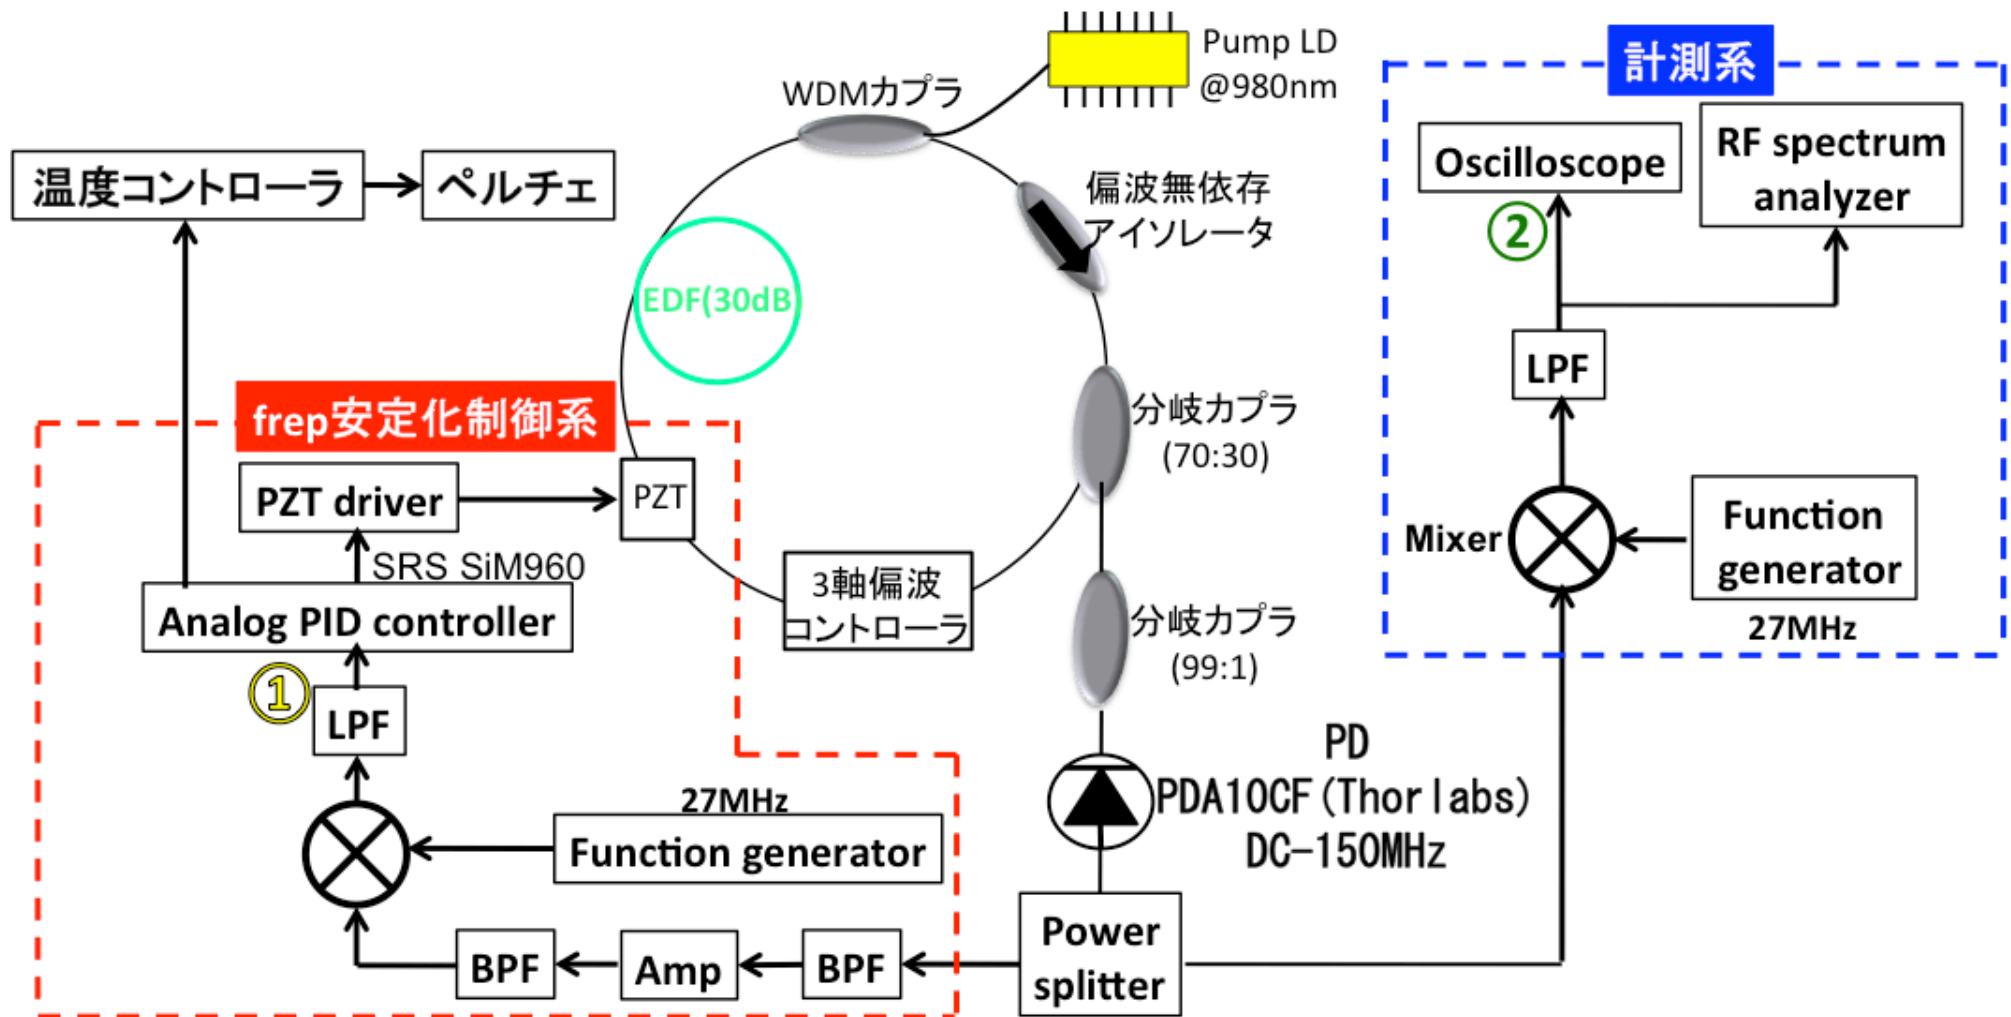 Pump LD
@980nm
WDMカプラ
計測系
Oscilloscope
RF spectrum
analyzer
温度コントローラ
ペルチェ
偏波無依存
アイソレータ
②
EDF(30dB
LPF
frep安定化制御系
分岐カプラ
(70:30)
PZT driver
PZT
Mixer
Function
generator
27MHz
SRS SiM960
Analog PID controller
3軸偏波
コントローラ
分岐カプラ
(99:1)
①
LPF
PD
PDA10CF(Thorlabs)
DC-150MHz
27MHz
Function generator
Power
splitter
BPF
Amp
BPF